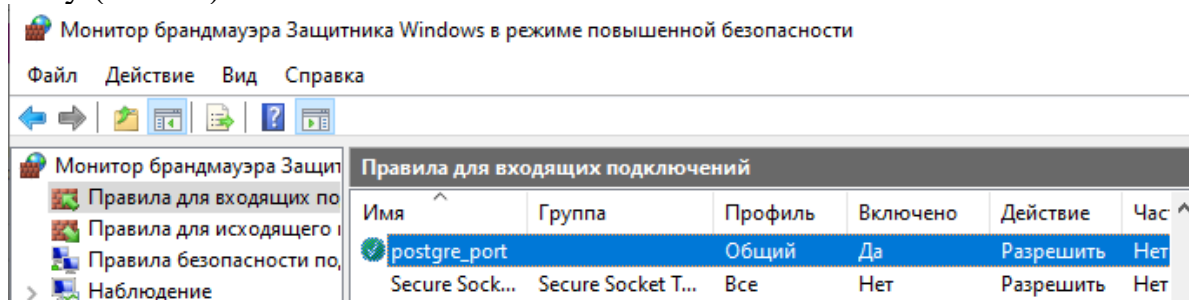 Монитор брандмауэра Защитника Windows в режиме повышенной безопасности
Файл Действие Вид Справка
Монитор брандмауэра Защит
Правила для входящих по
Правила для исходящего
Правила безопасности по
Наблюдение
Правила для входящих подключений
Имя Группа Профиль Включено Действие Час
postgre_port Общий Да Разрешить Нет
Secure Sock... Secure Socket T... Все Нет Разрешить Нет